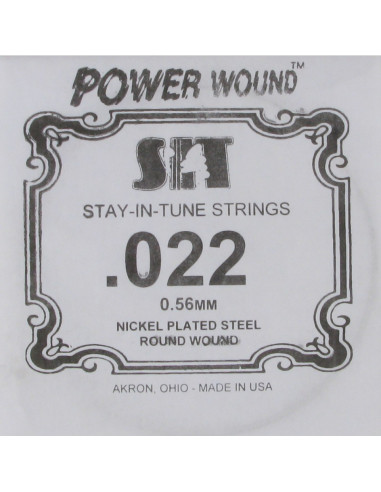 POWER WOUND™
SIT
STAY-IN-TUNE STRINGS
.022
0.56MM
NICKEL PLATED STEEL
ROUND WOUND
AKRON, OHIO - MADE IN USA